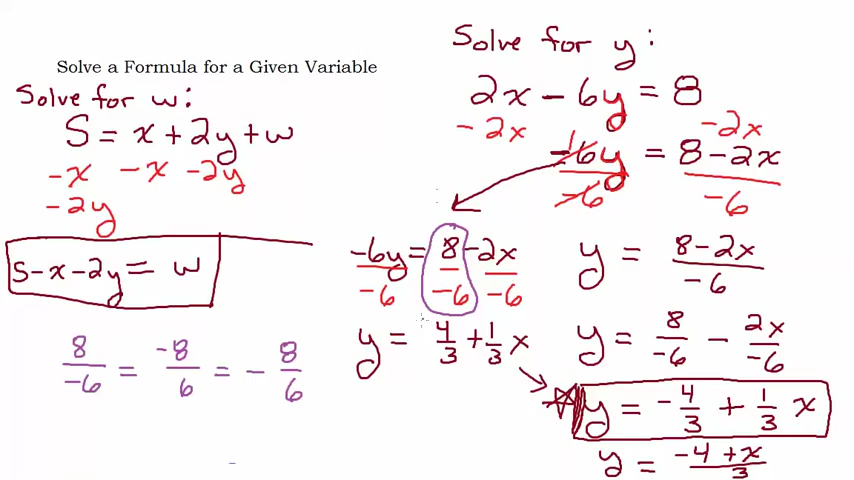 Solve a Formula for a Given Variable
Solve for w:
S = x + 2y + w
-x -x -2y
-2y
S-x-2y = w
8/-6 = -8/6 = - 8/6
-6y = 8 -2x
-6 -6 -6
y = 4/3 + 1/3 x
Solve for y:
2x - 6y = 8
-2x -2x
-6y = 8 - 2x
-6 -6
y = 8-2x/-6
y = 8/-6 - 2x/-6
y = - 4/3 + 1/3 x
y = -4+x/3